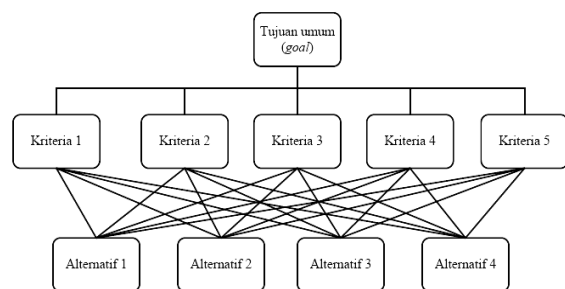 Tujuan umum
(goal)
Kriteria 1
Kriteria 2
Kriteria 3
Kriteria 4
Kriteria 5
Alternatif 1
Alternatif 2
Alternatif 3
Alternatif 4